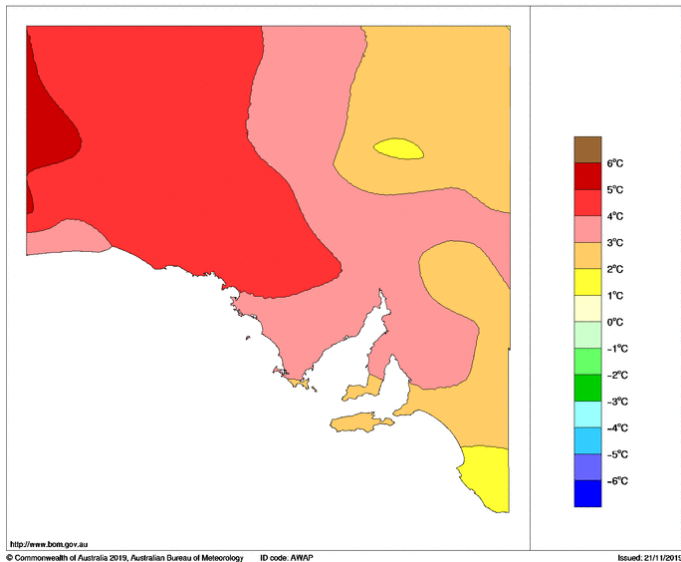 6°C
5°C
4°C
3°C
2°C
1°C
0°C
-1°C
-2°C
-3°C
-4°C
-5°C
-6°C
http://www.bom.gov.au
© Commonwealth of Australia 2019, Australian Bureau of Meteorology ID code: AWAP Issued: 21/11/2019